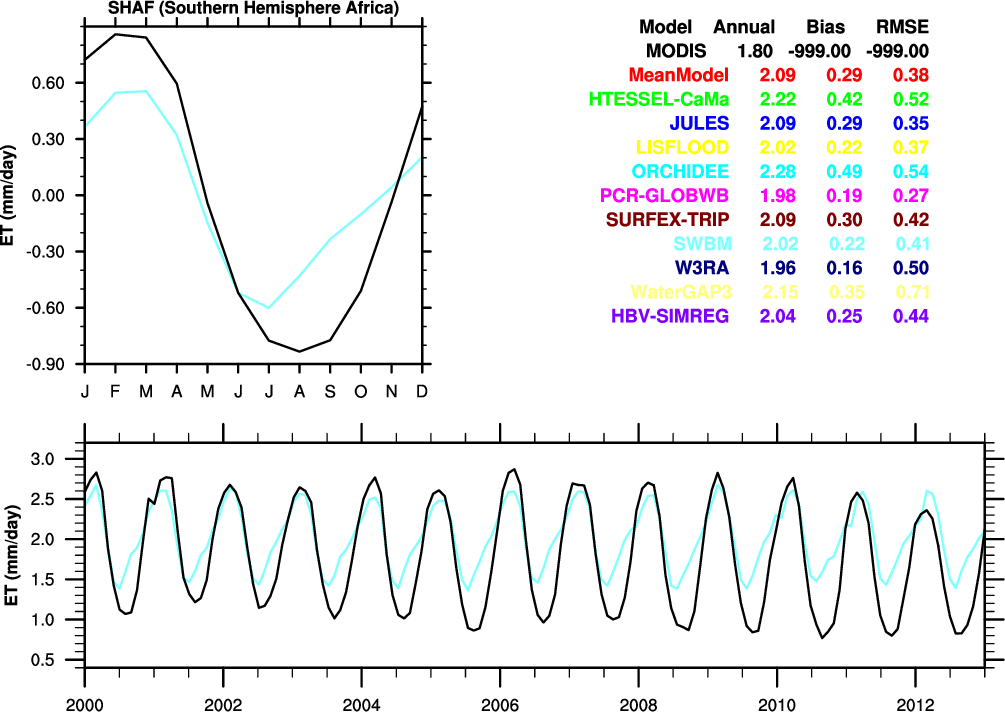 SHAF (Southern Hemisphere Africa)
ET (mm/day)
0.60
0.30
0.00
-0.30
-0.60
-0.90
J F M A M J J A S O N D
Model Annual Bias RMSE
MODIS 1.80 -999.00 -999.00
MeanModel 2.09 0.29 0.38
HTESSEL-CaMa 2.22 0.42 0.52
JULES 2.09 0.29 0.35
LISFLOOD 2.02 0.22 0.37
ORCHIDEE 2.28 0.49 0.54
PCR-GLOBWB 1.98 0.19 0.27
SURFEX-TRIP 2.09 0.30 0.42
SWBM 2.02 0.22 0.41
W3RA 1.96 0.16 0.50
WaterGAP3 2.15 0.35 0.71
HBV-SIMREG 2.04 0.25 0.44
ET (mm/day)
3.0
2.5
2.0
1.5
1.0
0.5
2000 2002 2004 2006 2008 2010 2012